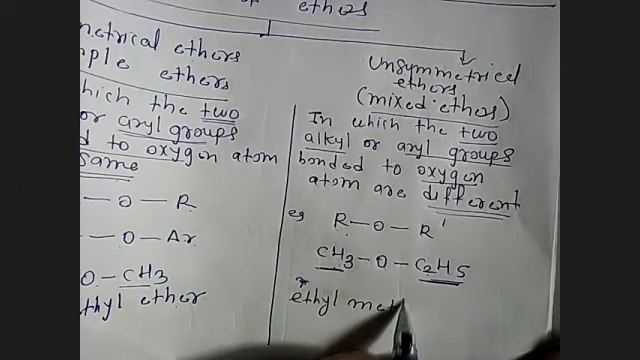 of ethers
metrical ethers
ple ethers
hich the two
or aryl groups
d to oxygen atom
same
- O - R
- O - Ar
O - CH3
thyl ether
Unsymmetrical
ethers
(mixed ethers)
In which the two
alkyl or aryl groups
bonded to oxygen
atom are different
eg R - O - R'
CH3 - O - C2H5
ethyl met